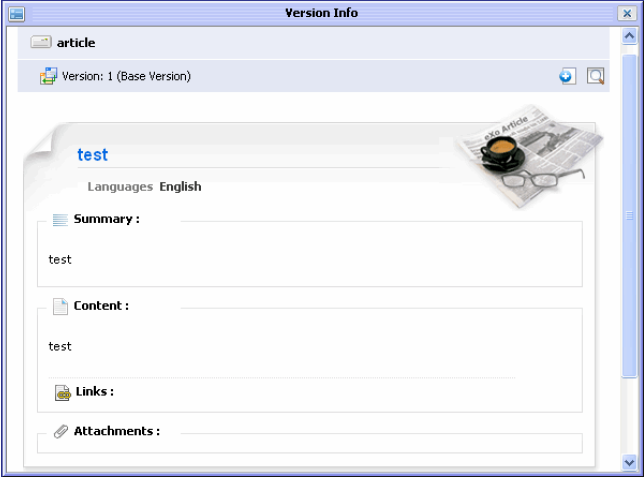 Version Info
article
Version: 1 (Base Version)
eXo Article
test
Languages English
Summary :
test
Content :
test
Links :
Attachments :